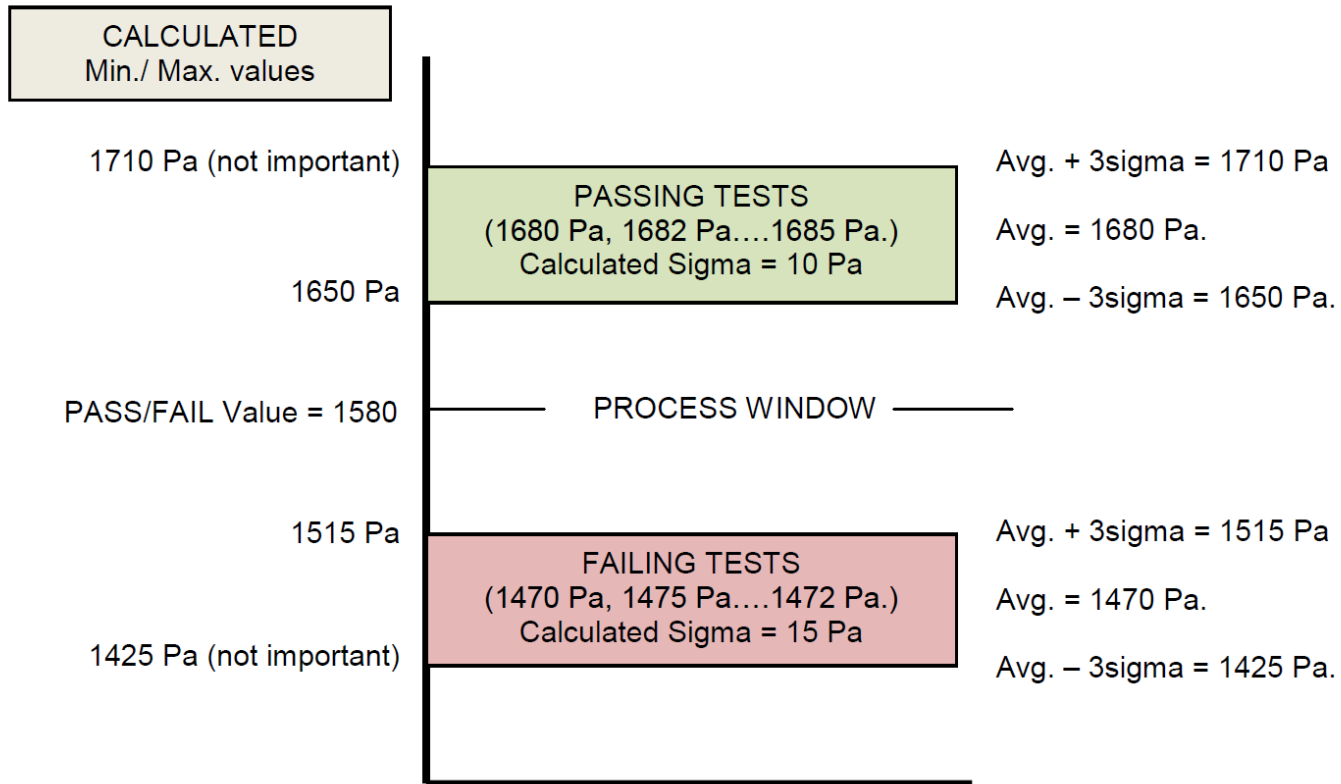 CALCULATED
Min./ Max. values
1710 Pa (not important)
PASSING TESTS
(1680 Pa, 1682 Pa....1685 Pa.)
Calculated Sigma = 10 Pa
Avg. + 3sigma = 1710 Pa
Avg. = 1680 Pa.
1650 Pa
Avg. – 3sigma = 1650 Pa.
PASS/FAIL Value = 1580
PROCESS WINDOW
1515 Pa
Avg. + 3sigma = 1515 Pa
FAILING TESTS
(1470 Pa, 1475 Pa....1472 Pa.)
Calculated Sigma = 15 Pa
Avg. = 1470 Pa.
1425 Pa (not important)
Avg. – 3sigma = 1425 Pa.